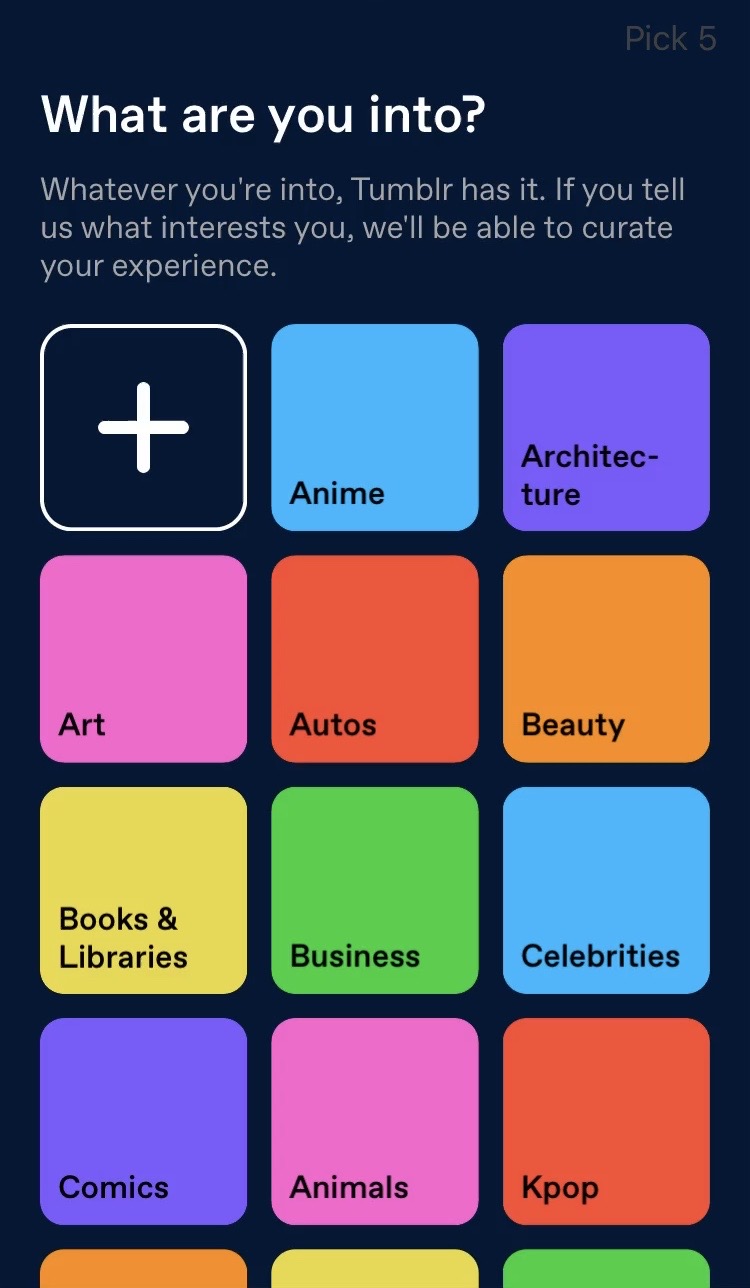 Pick 5
What are you into?
Whatever you're into, Tumblr has it. If you tell
us what interests you, we'll be able to curate
your experience.
Anime
Architec-
ture
Art
Autos
Beauty
Books &
Libraries
Business
Celebrities
Comics
Animals
Kpop